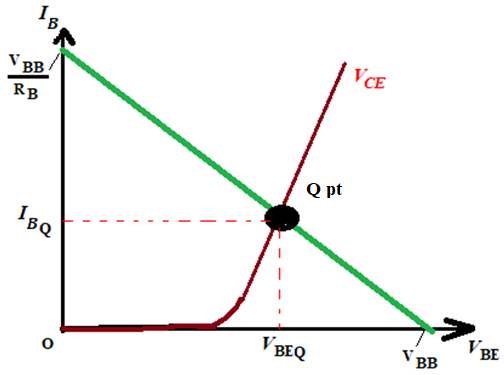 I_B
V_BB
R_B
V_CE
Q pt
I_BQ
O
V_BEQ
V_BB
V_BE